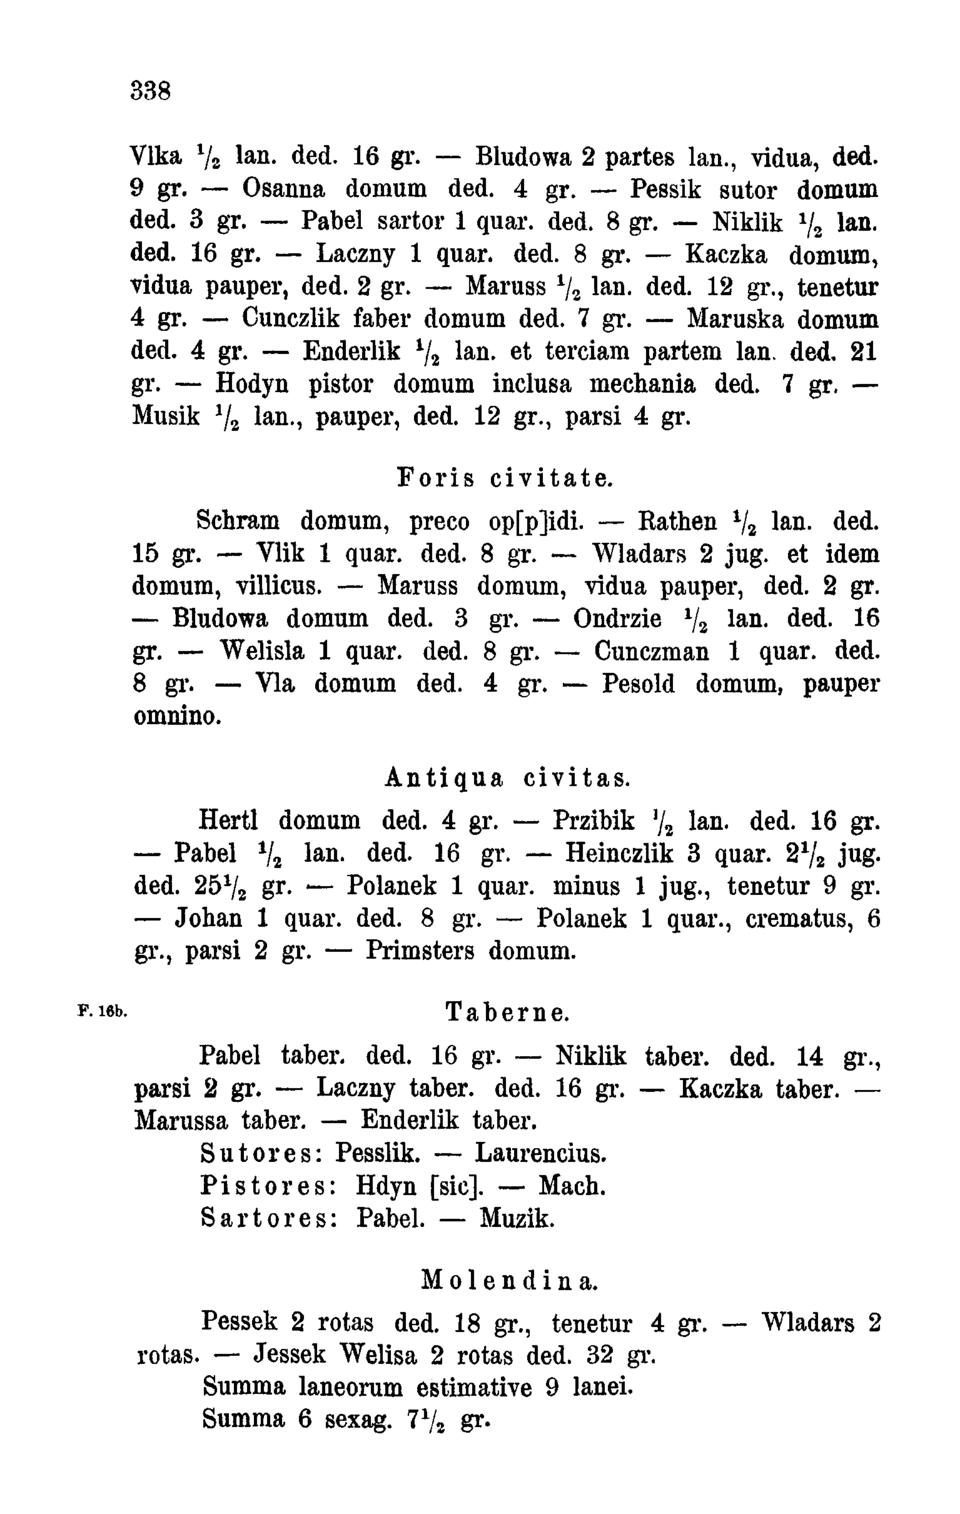 338
Vlka 1/2 lan. ded. 16 gr. — Bludowa 2 partes lan., vidua, ded.
9 gr. — Osanna domum ded. 4 gr. — Pessik sutor domum
ded. 3 gr. — Pabel sartor 1 quar. ded. 8 gr. — Niklik 1/2 lan.
ded. 16 gr. — Laczny 1 quar. ded. 8 gr. — Kaczka domum,
vidua pauper, ded. 2 gr. — Maruss 1/2 lan. ded. 12 gr., tenetur
4 gr. — Cunczlik faber domum ded. 7 gr. — Maruska domum
ded. 4 gr. — Enderlik 1/2 lan. et terciam partem lan. ded. 21
gr. — Hodyn pistor domum inclusa mechania ded. 7 gr. —
Musik 1/2 lan., pauper, ded. 12 gr., parsi 4 gr.
Foris civitate.
Schram domum, preco op[p]idi. — Rathen 1/2 lan. ded.
15 gr. — Vlik 1 quar. ded. 8 gr. — Wladars 2 jug. et idem
domum, villicus. — Maruss domum, vidua pauper, ded. 2 gr.
— Bludowa domum ded. 3 gr. — Ondrzie 1/2 lan. ded. 16
gr. — Welisla 1 quar. ded. 8 gr. — Cunczman 1 quar. ded.
8 gr. — Vla domum ded. 4 gr. — Pesold domum, pauper
omnino.
Antiqua civitas.
Hertl domum ded. 4 gr. — Przibik 1/2 lan. ded. 16 gr.
— Pabel 1/2 lan. ded. 16 gr. — Heinczlik 3 quar. 2 1/2 jug.
ded. 25 1/2 gr. — Polanek 1 quar. minus 1 jug., tenetur 9 gr.
— Johan 1 quar. ded. 8 gr. — Polanek 1 quar., crematus, 6
gr., parsi 2 gr. — Primsters domum.
F. 16b. Taberne.
Pabel taber. ded. 16 gr. — Niklik taber. ded. 14 gr.,
parsi 2 gr. — Laczny taber. ded. 16 gr. — Kaczka taber. —
Marussa taber. — Enderlik taber.
Sutores: Pesslik. — Laurencius.
Pistores: Hdyn [sic]. — Mach.
Sartores: Pabel. — Muzik.
Molendina.
Pessek 2 rotas ded. 18 gr., tenetur 4 gr. — Wladars 2
rotas. — Jessek Welisa 2 rotas ded. 32 gr.
Summa laneorum estimative 9 lanei.
Summa 6 sexag. 7 1/2 gr.